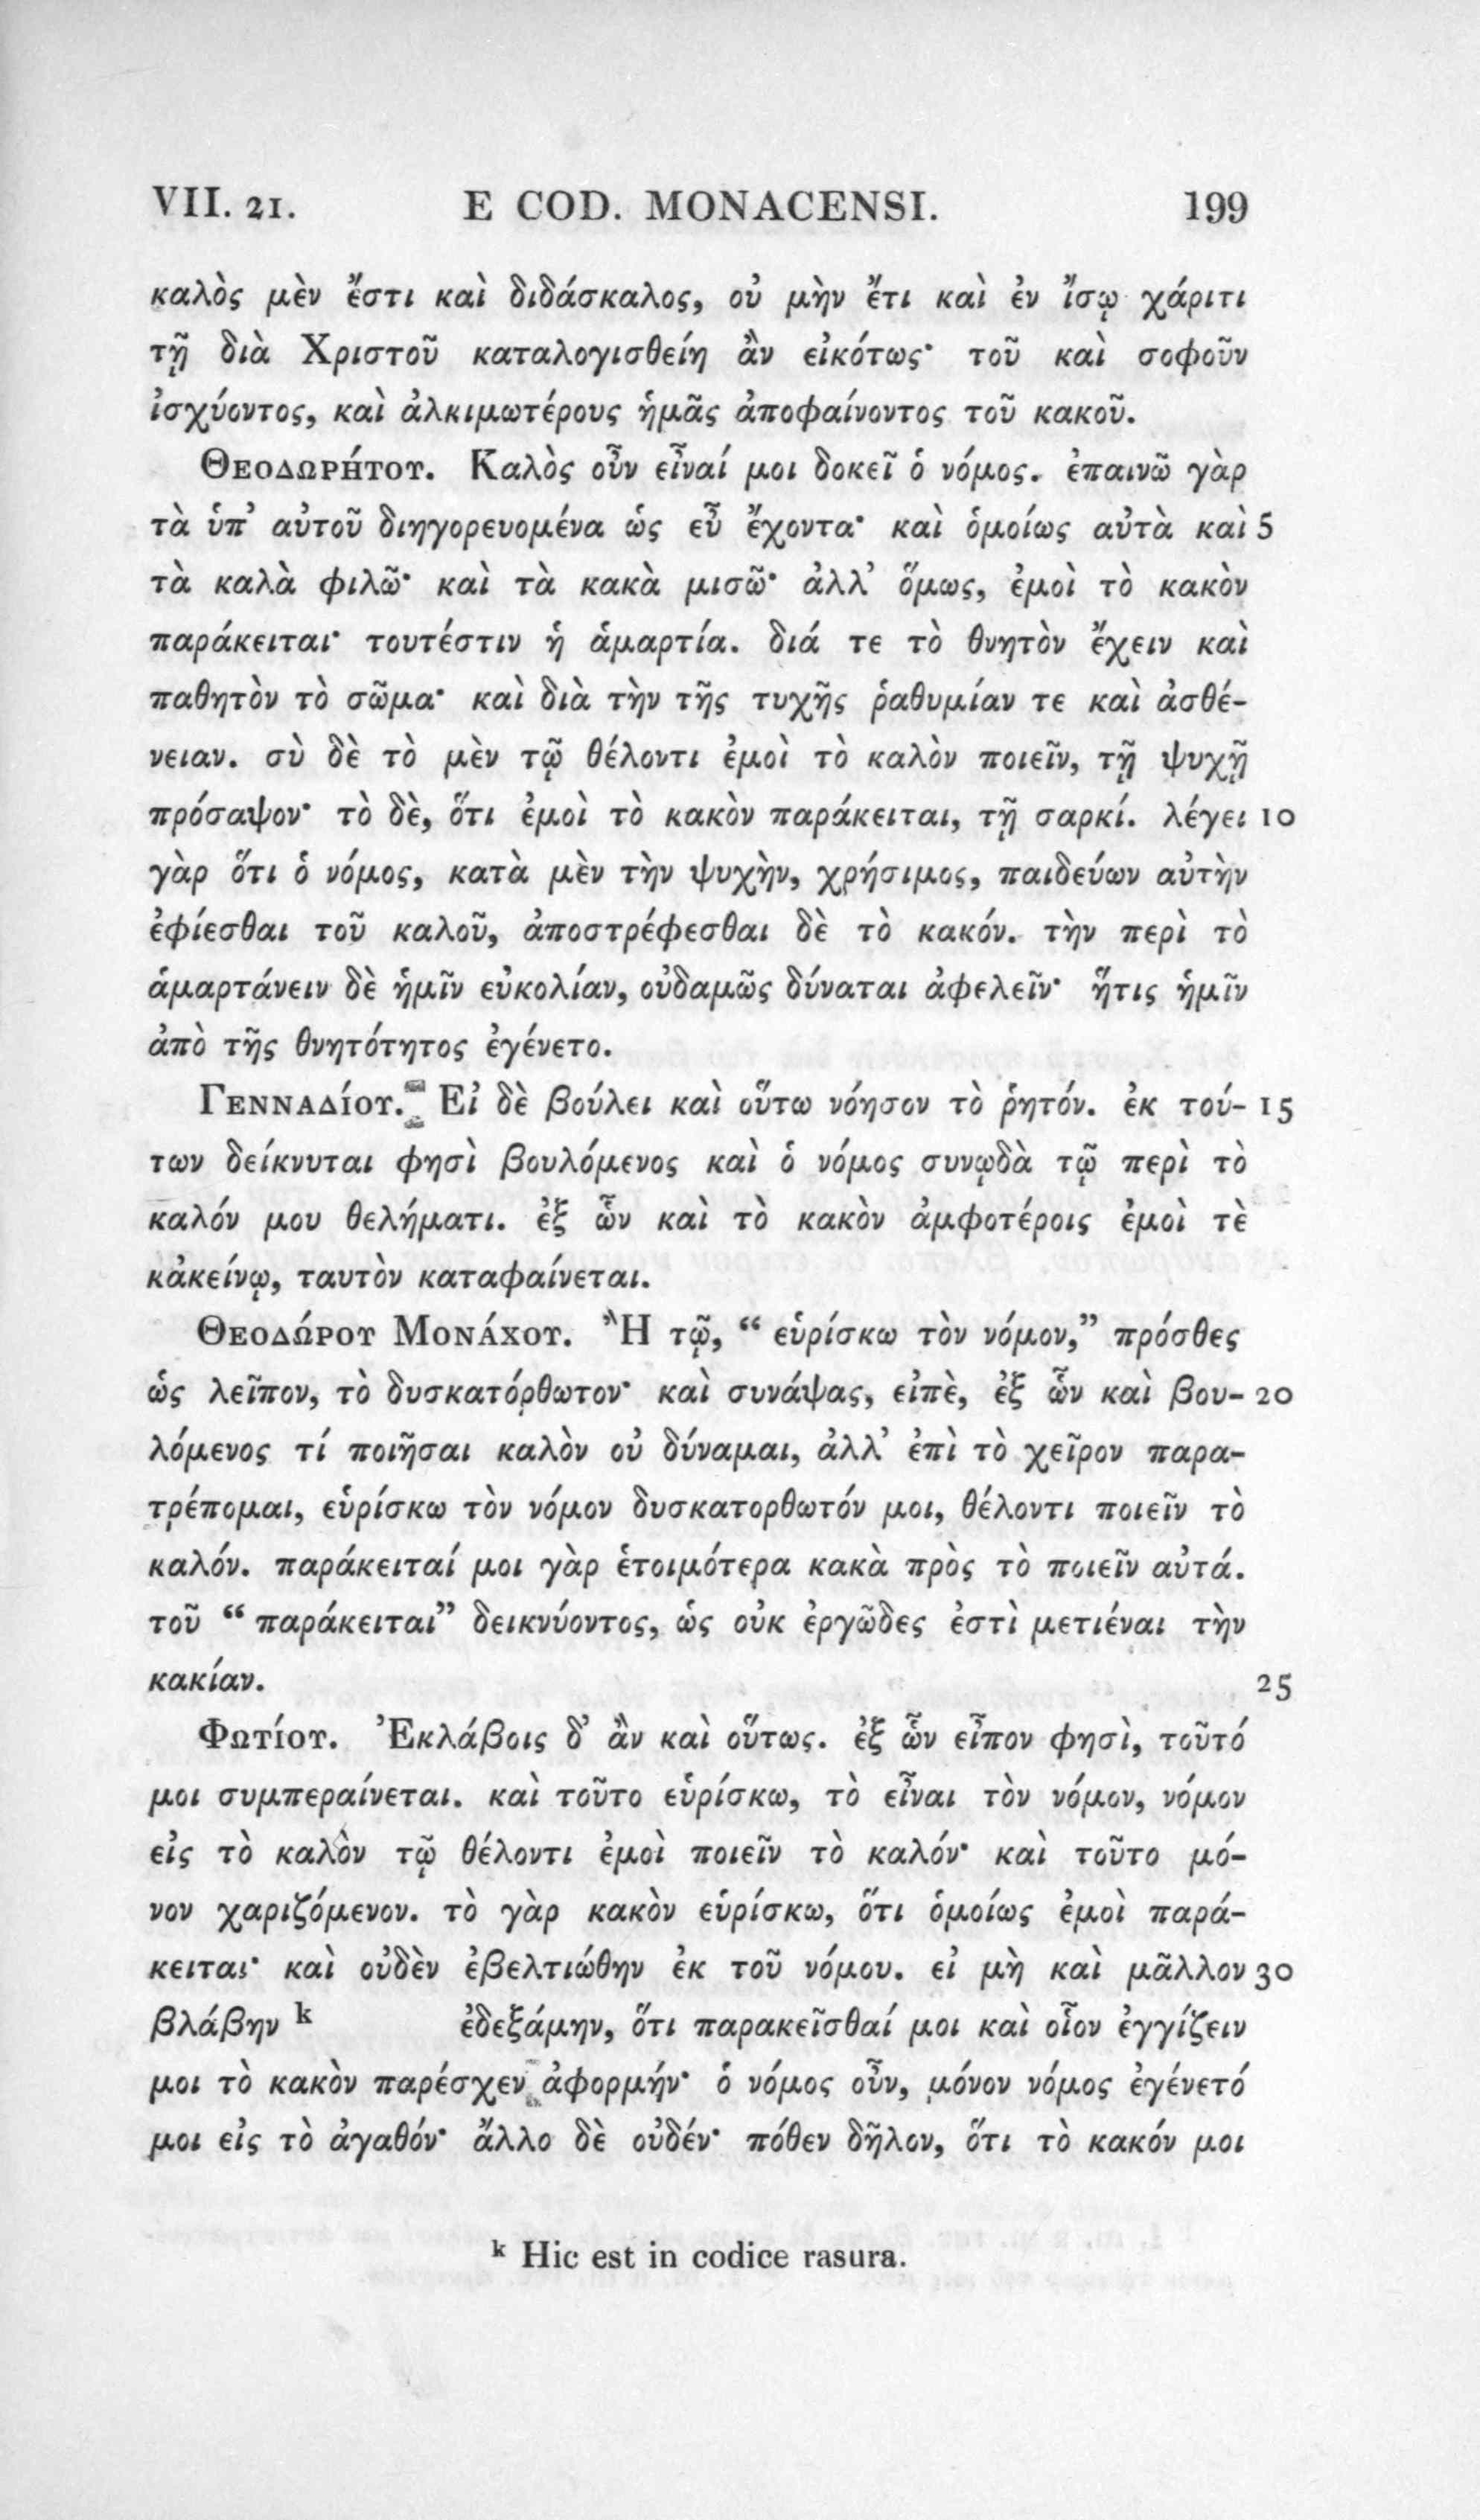 VII. 21. E COD. MONACENSI. 199
καλὸς μὲν ἔστι καὶ διδάσκαλος, οὐ μὴν ἔτι καὶ ἐν ἴσῳ χάριτι
τῇ διὰ Χριστοῦ καταλογισθείη ἂν εἰκότως· τοῦ καὶ σοφοῦν
ἰσχύοντος, καὶ ἀλκιμωτέρους ἡμᾶς ἀποφαίνοντος τοῦ κακοῦ.
ΘΕΟΔΩΡΉΤΟΥ. Καλὸς οὖν εἶναί μοι δοκεῖ ὁ νόμος. ἐπαινῶ γὰρ
τὰ ὑπ’ αὐτοῦ διηγορευομένα ὡς εὖ ἔχοντα· καὶ ὁμοίως αὐτὰ καὶ 5
τὰ καλὰ φιλῶ· καὶ τὰ κακὰ μισῶ· ἀλλ’ ὅμως, ἐμοὶ τὸ κακὸν
παράκειται· τουτέστιν ἡ ἁμαρτία. διά τε τὸ θνητὸν ἔχειν καὶ
παθητὸν τὸ σῶμα· καὶ διὰ τὴν τῆς τυχῆς ῥαθυμίαν τε καὶ ἀσθέ-
νειαν. σὺ δὲ τὸ μὲν τῷ θέλοντι ἐμοὶ τὸ καλὸν ποιεῖν, τῇ ψυχῇ
πρόσαψον· τὸ δὲ, ὅτι ἐμοὶ τὸ κακὸν παράκειται, τῇ σαρκί. λέγει 10
γὰρ ὅτι ὁ νόμος, κατὰ μὲν τὴν ψυχὴν, χρήσιμος, παιδεύων αὐτὴν
ἐφίεσθαι τοῦ καλοῦ, ἀποστρέφεσθαι δὲ τὸ κακόν. τὴν περὶ τὸ
ἁμαρτάνειν δὲ ἡμῖν εὐκολίαν, οὐδαμῶς δύναται ἀφελεῖν· ἥτις ἡμῖν
ἀπὸ τῆς θνητότητος ἐγένετο.
ΓΕΝΝΑΔΊΟΥ. Εἰ δὲ βούλει καὶ οὕτω νόησον τὸ ῥητόν. ἐκ τού- 15
των δείκνυται φησὶ βουλόμενος καὶ ὁ νόμος συνῳδὰ τῷ περὶ τὸ
καλόν μου θελήματι. ἐξ ὧν καὶ τὸ κακὸν ἀμφοτέροις ἐμοὶ τὲ
κἀκείνῳ, ταυτὸν καταφαίνεται.
ΘΕΟΔΏΡΟΥ ΜΟΝΆΧΟΥ. Ἢ τῷ, “ εὑρίσκω τὸν νόμον,” πρόσθες
ὡς λεῖπον, τὸ δυσκατόρθωτον· καὶ συνάψας, εἰπὲ, ἐξ ὧν καὶ βου- 20
λόμενος τί ποιῆσαι καλὸν οὐ δύναμαι, ἀλλ’ ἐπὶ τὸ χεῖρον παρα-
τρέπομαι, εὑρίσκω τὸν νόμον δυσκατορθωτόν μοι, θέλοντι ποιεῖν τὸ
καλόν. παράκειταί μοι γὰρ ἑτοιμότερα κακὰ πρὸς τὸ ποιεῖν αὐτά.
τοῦ “ παράκειται” δεικνύοντος, ὡς οὐκ ἐργῶδες ἐστὶ μετιέναι τὴν
κακίαν. 25
ΦΩΤΊΟΥ. Ἐκλάβοις δ’ ἂν καὶ οὕτως. ἐξ ὧν εἶπον φησὶ, τοῦτό
μοι συμπεραίνεται. καὶ τοῦτο εὑρίσκω, τὸ εἶναι τὸν νόμον, νόμον
εἰς τὸ καλὸν τῷ θέλοντι ἐμοὶ ποιεῖν τὸ καλόν· καὶ τοῦτο μό-
νον χαριζόμενον. τὸ γὰρ κακὸν εὑρίσκω, ὅτι ὁμοίως ἐμοὶ παρά-
κειται· καὶ οὐδὲν ἐβελτιώθην ἐκ τοῦ νόμου. εἰ μὴ καὶ μᾶλλον 30
βλάβην k ἐδεξάμην, ὅτι παρακεῖσθαί μοι καὶ οἷον ἐγγίζειν
μοι τὸ κακὸν παρέσχεν ἀφορμήν· ὁ νόμος οὖν, μόνον νόμος ἐγένετό
μοι εἰς τὸ ἀγαθόν· ἄλλο δὲ οὐδέν· πόθεν δῆλον, ὅτι τὸ κακόν μοι
k Hic est in codice rasura.